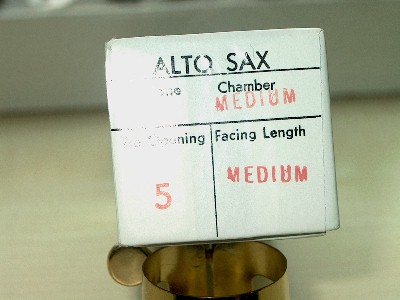 ALTO SAX
Chamber
MEDIUM
Facing Length
5
MEDIUM